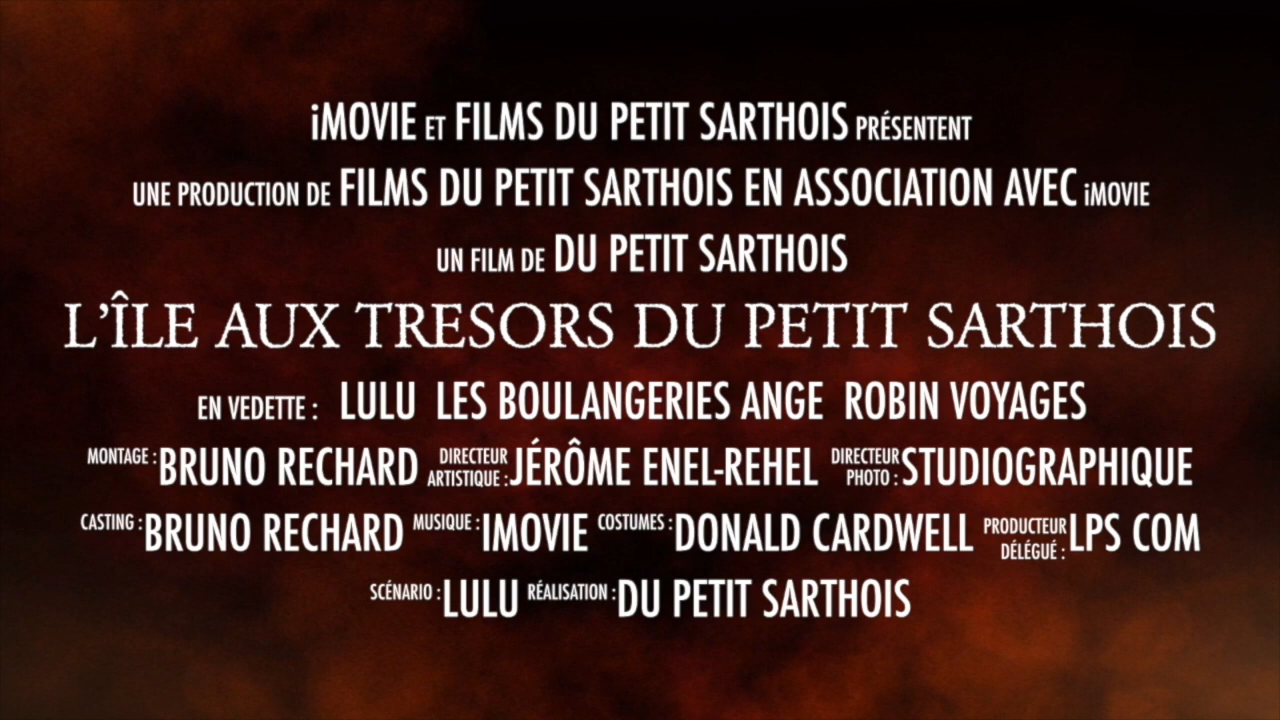 iMOVIE ET FILMS DU PETIT SARTHOIS PRÉSENTENT
UNE PRODUCTION DE FILMS DU PETIT SARTHOIS EN ASSOCIATION AVEC iMOVIE
UN FILM DE DU PETIT SARTHOIS
L'ÎLE AUX TRESORS DU PETIT SARTHOIS
EN VEDETTE : LULU LES BOULANGERIES ANGE ROBIN VOYAGES
MONTAGE : BRUNO RECHARD DIRECTEUR ARTISTIQUE : JÉRÔME ENEL-REHEL DIRECTEUR PHOTO : STUDIOGRAPHIQUE
CASTING : BRUNO RECHARD MUSIQUE : IMOVIE COSTUMES : DONALD CARDWELL PRODUCTEUR DÉLÉGUÉ : LPS COM
SCÉNARIO : LULU RÉALISATION : DU PETIT SARTHOIS